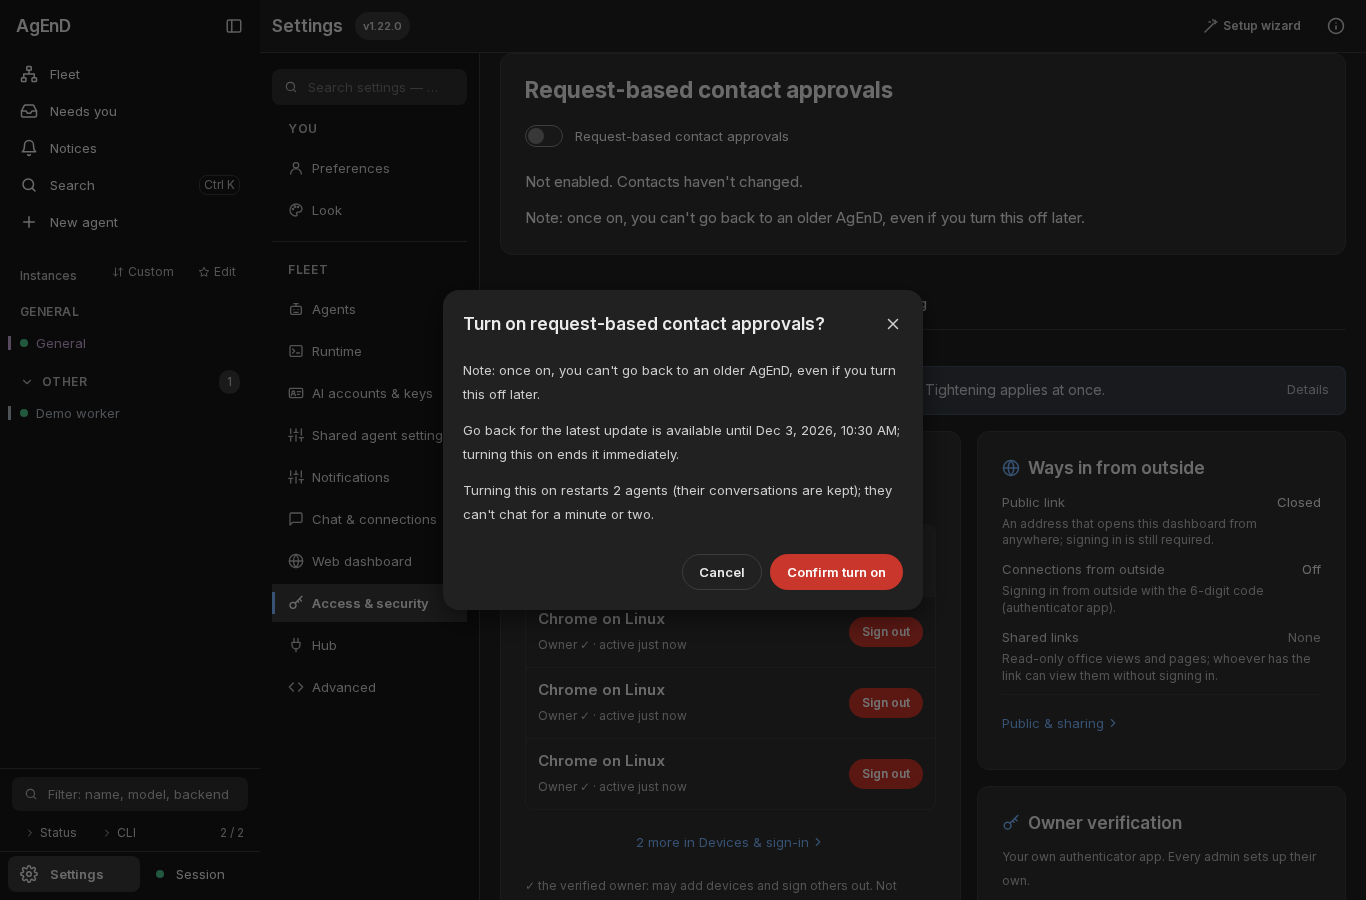 AgEnD
Fleet
Needs you
Notices
Search
Ctrl K
New agent
Instances
Custom
Edit
GENERAL
General
OTHER
1
Demo worker
Filter: name, model, backend
Status
CLI
2 / 2
Settings
Session
Settings
v1.22.0
Setup wizard
Search settings — …
YOU
Preferences
Look
FLEET
Agents
Runtime
AI accounts & keys
Shared agent setting
Notifications
Chat & connections
Web dashboard
Access & security
Hub
Advanced
Request-based contact approvals
Request-based contact approvals
Not enabled. Contacts haven't changed.
Note: once on, you can't go back to an older AgEnD, even if you turn this off later.
Tightening applies at once.
Details
Turn on request-based contact approvals?
Note: once on, you can't go back to an older AgEnD, even if you turn
this off later.
Go back for the latest update is available until Dec 3, 2026, 10:30 AM;
turning this on ends it immediately.
Turning this on restarts 2 agents (their conversations are kept); they
can't chat for a minute or two.
Cancel
Confirm turn on
Chrome on Linux
Owner ✓ · active just now
Sign out
Chrome on Linux
Owner ✓ · active just now
Sign out
Chrome on Linux
Owner ✓ · active just now
Sign out
2 more in Devices & sign-in
✓ the verified owner: may add devices and sign others out. Not
Ways in from outside
Public link
Closed
An address that opens this dashboard from
anywhere; signing in is still required.
Connections from outside
Off
Signing in from outside with the 6-digit code
(authenticator app).
Shared links
None
Read-only office views and pages; whoever has the
link can view them without signing in.
Public & sharing
Owner verification
Your own authenticator app. Every admin sets up their
own.